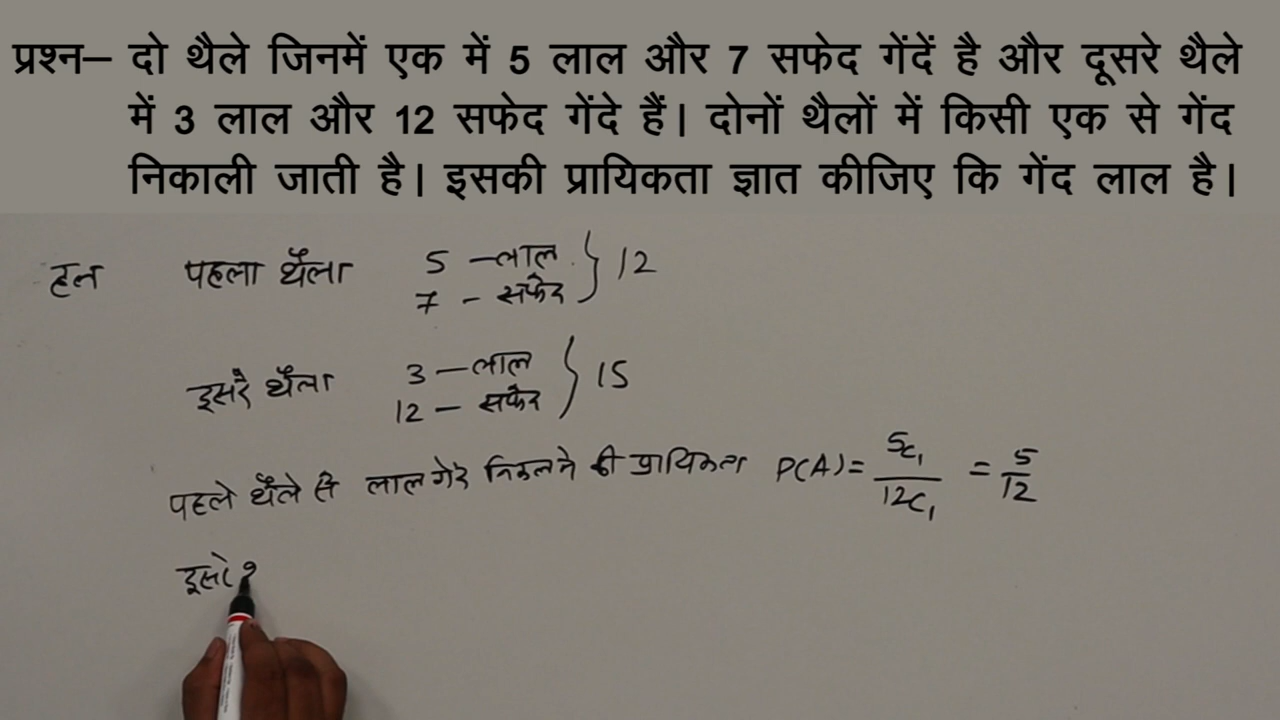 प्रश्न– दो थैले जिनमें एक में 5 लाल और 7 सफेद गेंदें है और दूसरे थैले
में 3 लाल और 12 सफेद गेंदे हैं। दोनों थैलों में किसी एक से गेंद
निकाली जाती है। इसकी प्रायिकता ज्ञात कीजिए कि गेंद लाल है।
हल पहला थैला 5 – लाल } 12
7 – सफेद
दूसरे थैला 3 – लाल } 15
12 – सफेद
पहले थैले से लाल गेंद निकलने की प्रायिकता P(A) = 5C₁/12C₁ = 5/12